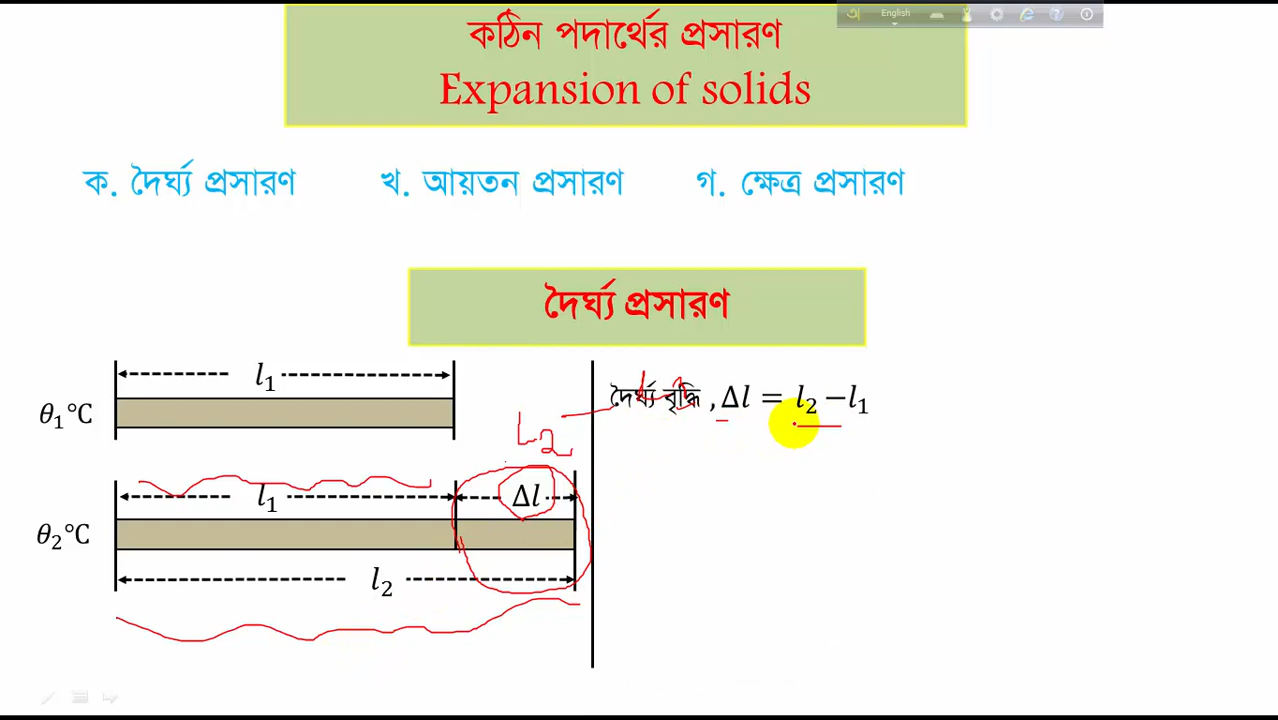 English
কঠিন পদার্থের প্রসারণ
Expansion of solids
ক. দৈর্ঘ্য প্রসারণ খ. আয়তন প্রসারণ গ. ক্ষেত্র প্রসারণ
দৈর্ঘ্য প্রসারণ
l₁
θ₁°C
দৈর্ঘ্য বৃদ্ধি , Δl = l₂ −l₁
L₂
l₁ Δl
θ₂°C
l₂